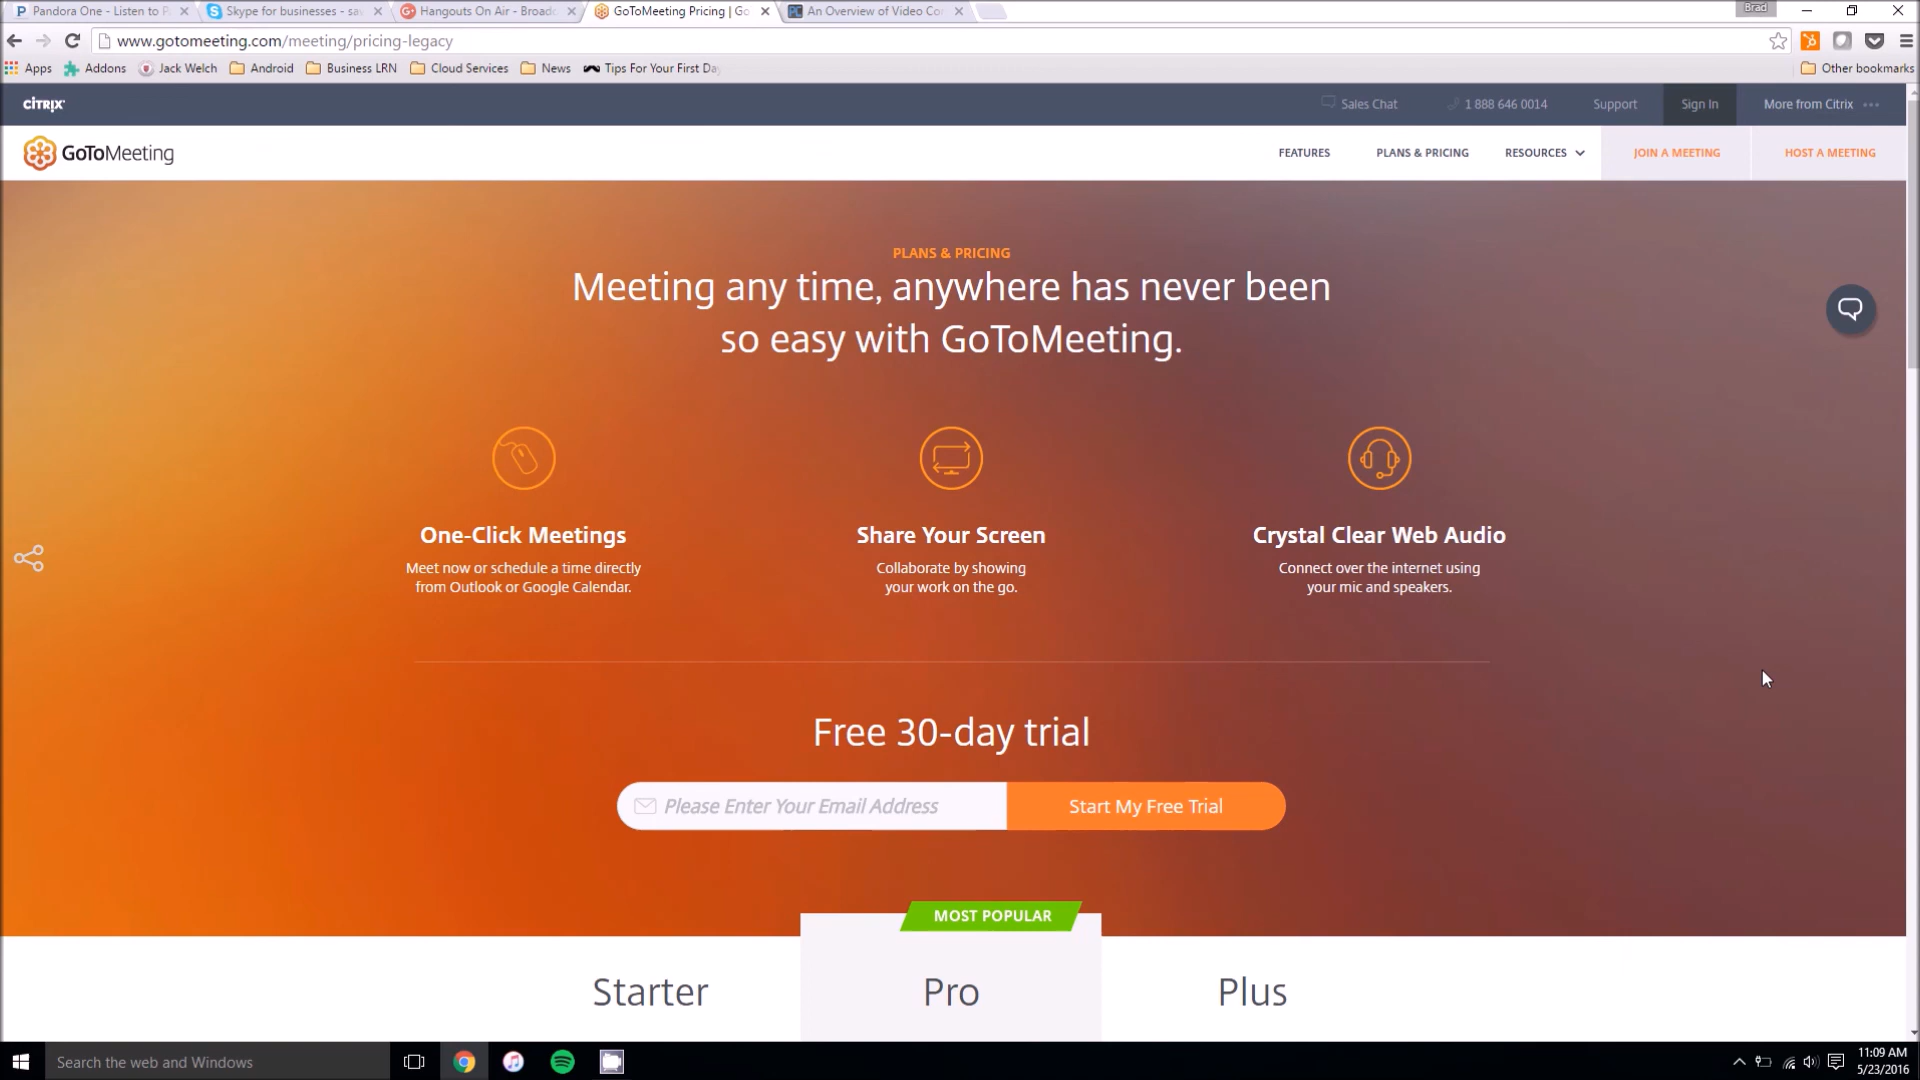 Pandora One - Listen to P
Skype for businesses - sa
Hangouts On Air - Broadc
GoToMeeting Pricing | Go
An Overview of Video Co
Brad
www.gotomeeting.com/meeting/pricing-legacy
Apps
Addons
Jack Welch
Android
Business LRN
Cloud Services
News
Tips For Your First Da
Other bookmarks
CITRIX
Sales Chat
1 888 646 0014
Support
Sign In
More from Citrix
GoToMeeting
FEATURES
PLANS & PRICING
RESOURCES
JOIN A MEETING
HOST A MEETING
PLANS & PRICING
Meeting any time, anywhere has never been
so easy with GoToMeeting.
One-Click Meetings
Meet now or schedule a time directly
from Outlook or Google Calendar.
Share Your Screen
Collaborate by showing
your work on the go.
Crystal Clear Web Audio
Connect over the internet using
your mic and speakers.
Free 30-day trial
Please Enter Your Email Address
Start My Free Trial
MOST POPULAR
Starter
Pro
Plus
Search the web and Windows
11:09 AM
5/23/2016